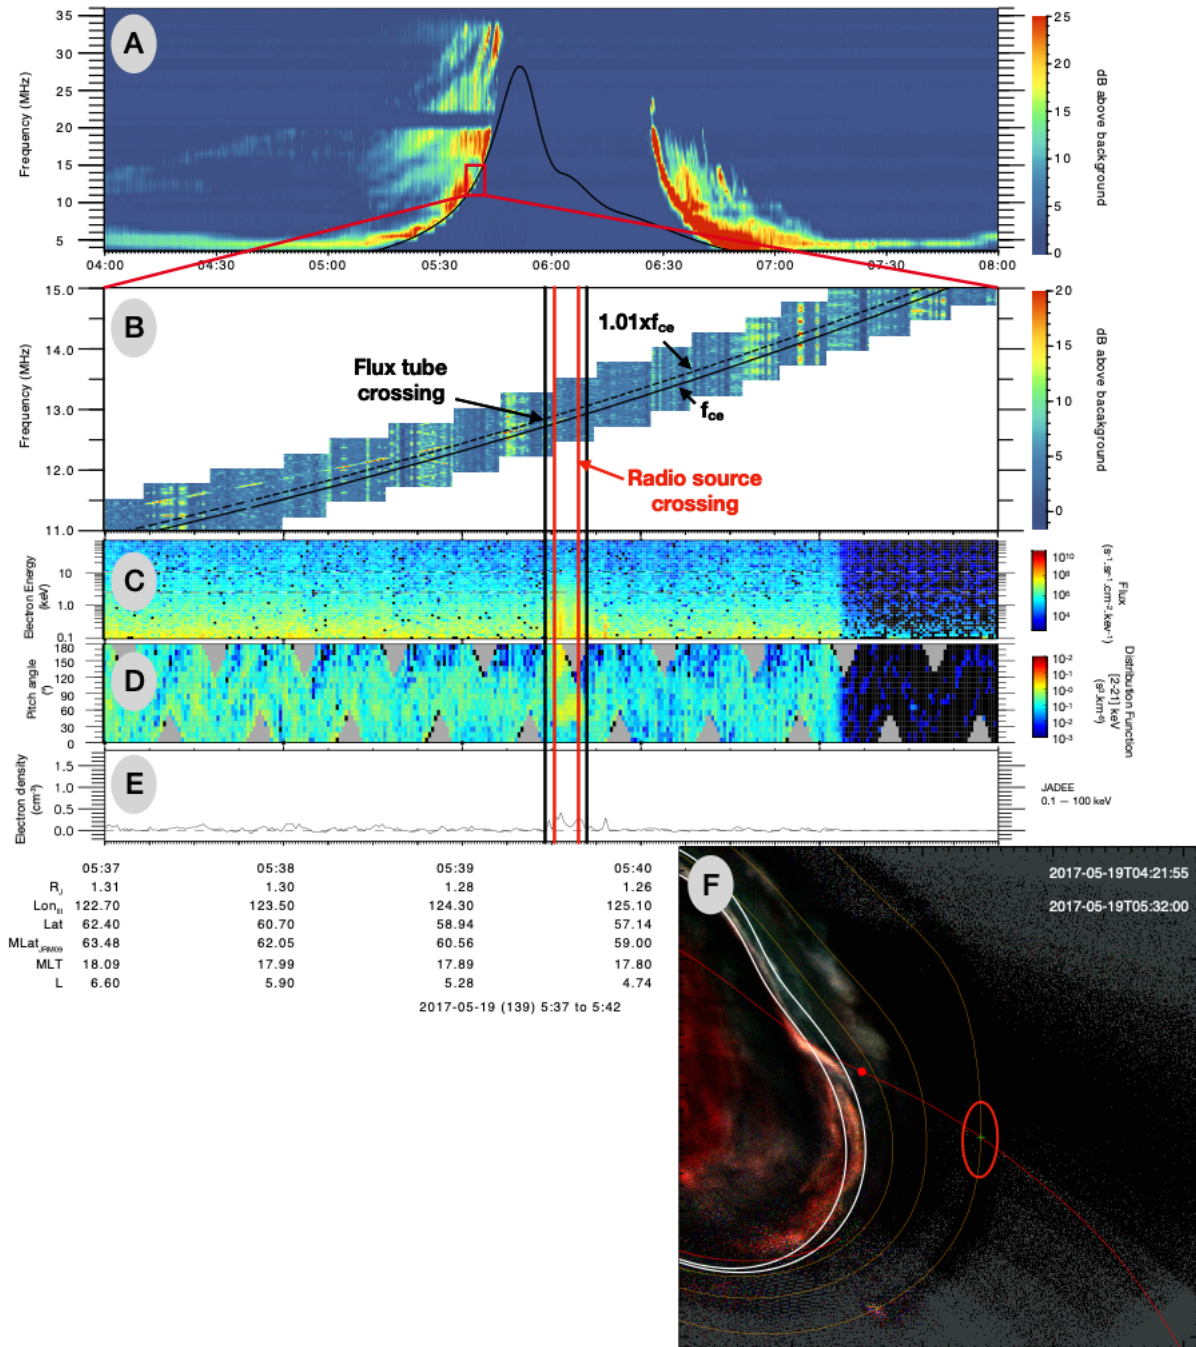 A
Frequency (MHz)
35
30
25
20
15
10
5
04:00 04:30 05:00 05:30 06:00 06:30 07:00 07:30 08:00
25
20
15
10
5
0
dB above background
B
Frequency (MHz)
15.0
14.0
13.0
12.0
11.0
1.01xfce
Flux tube
crossing
fce
Radio source
crossing
20
15
10
5
0
dB above bacakground
C
Electron Energy
(keV)
10
1.0
0.1
10¹⁰
10⁸
10⁶
10⁴
Flux
(s⁻¹.sr⁻¹.cm⁻².kev⁻¹)
D
Pitch angle
(°)
180
150
120
90
60
30
0
10⁻²
10⁻¹
10⁻⁰
10⁻¹
10⁻²
10⁻³
Distribution Function
[2-21] keV
(s³.km⁻⁶)
E
Electron density
(cm⁻³)
1.5
1.0
0.5
0.0
JADEE
0.1 — 100 keV
05:37 05:38 05:39 05:40
RJ 1.31 1.30 1.28 1.26
LonIII 122.70 123.50 124.30 125.10
Lat 62.40 60.70 58.94 57.14
MLatJRM09 63.48 62.05 60.56 59.00
MLT 18.09 17.99 17.89 17.80
L 6.60 5.90 5.28 4.74
2017-05-19 (139) 5:37 to 5:42
F
2017-05-19T04:21:55
2017-05-19T05:32:00